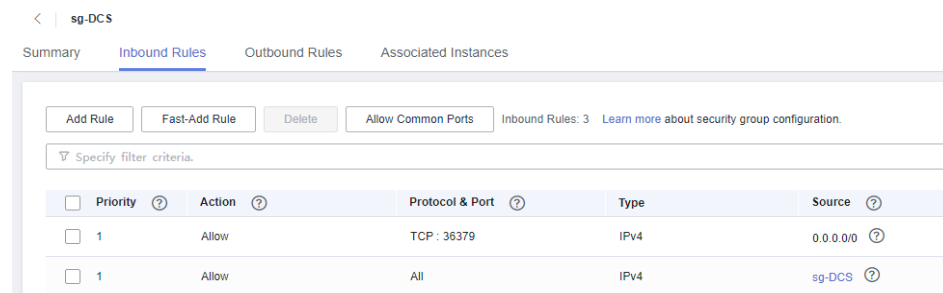 sg-DCS
Summary Inbound Rules Outbound Rules Associated Instances
Add Rule Fast-Add Rule Delete Allow Common Ports Inbound Rules: 3 Learn more about security group configuration.
Specify filter criteria.
Priority ? Action ? Protocol & Port ? Type Source ?
1 Allow TCP : 36379 IPv4 0.0.0.0/0 ?
1 Allow All IPv4 sg-DCS ?